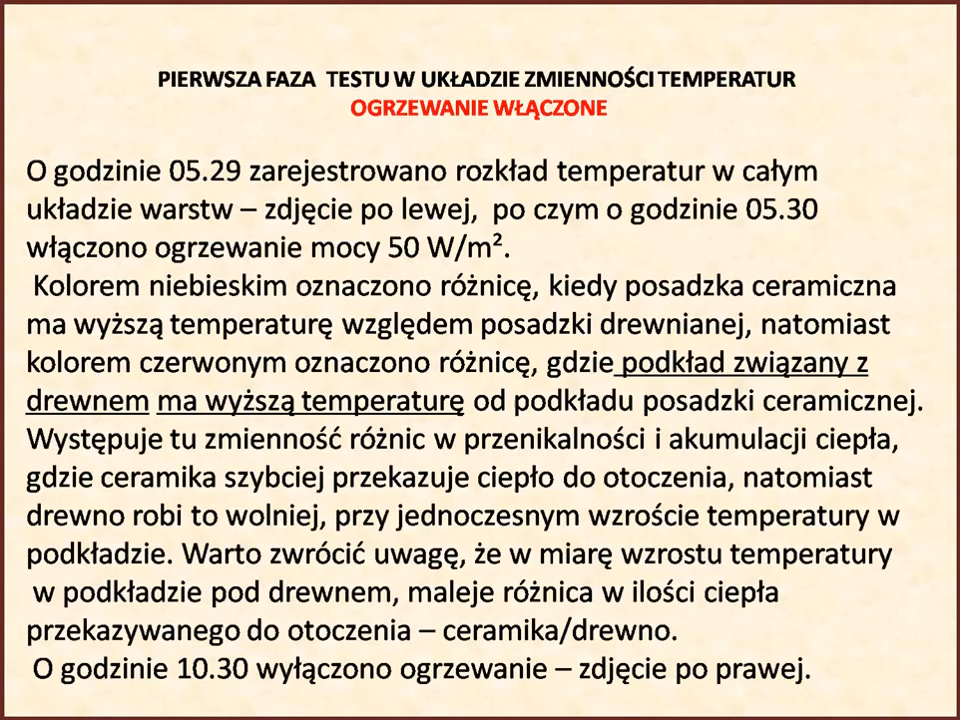 PIERWSZA FAZA TESTU W UKŁADZIE ZMIENNOŚCI TEMPERATUR
OGRZEWANIE WŁĄCZONE
O godzinie 05.29 zarejestrowano rozkład temperatur w całym
układzie warstw – zdjęcie po lewej, po czym o godzinie 05.30
włączono ogrzewanie mocy 50 W/m².
Kolorem niebieskim oznaczono różnicę, kiedy posadzka ceramiczna
ma wyższą temperaturę względem posadzki drewnianej, natomiast
kolorem czerwonym oznaczono różnicę, gdzie podkład związany z
drewnem ma wyższą temperaturę od podkładu posadzki ceramicznej.
Występuje tu zmienność różnic w przenikalności i akumulacji ciepła,
gdzie ceramika szybciej przekazuje ciepło do otoczenia, natomiast
drewno robi to wolniej, przy jednoczesnym wzroście temperatury w
podkładzie. Warto zwrócić uwagę, że w miarę wzrostu temperatury
w podkładzie pod drewnem, maleje różnica w ilości ciepła
przekazywanego do otoczenia – ceramika/drewno.
O godzinie 10.30 wyłączono ogrzewanie – zdjęcie po prawej.